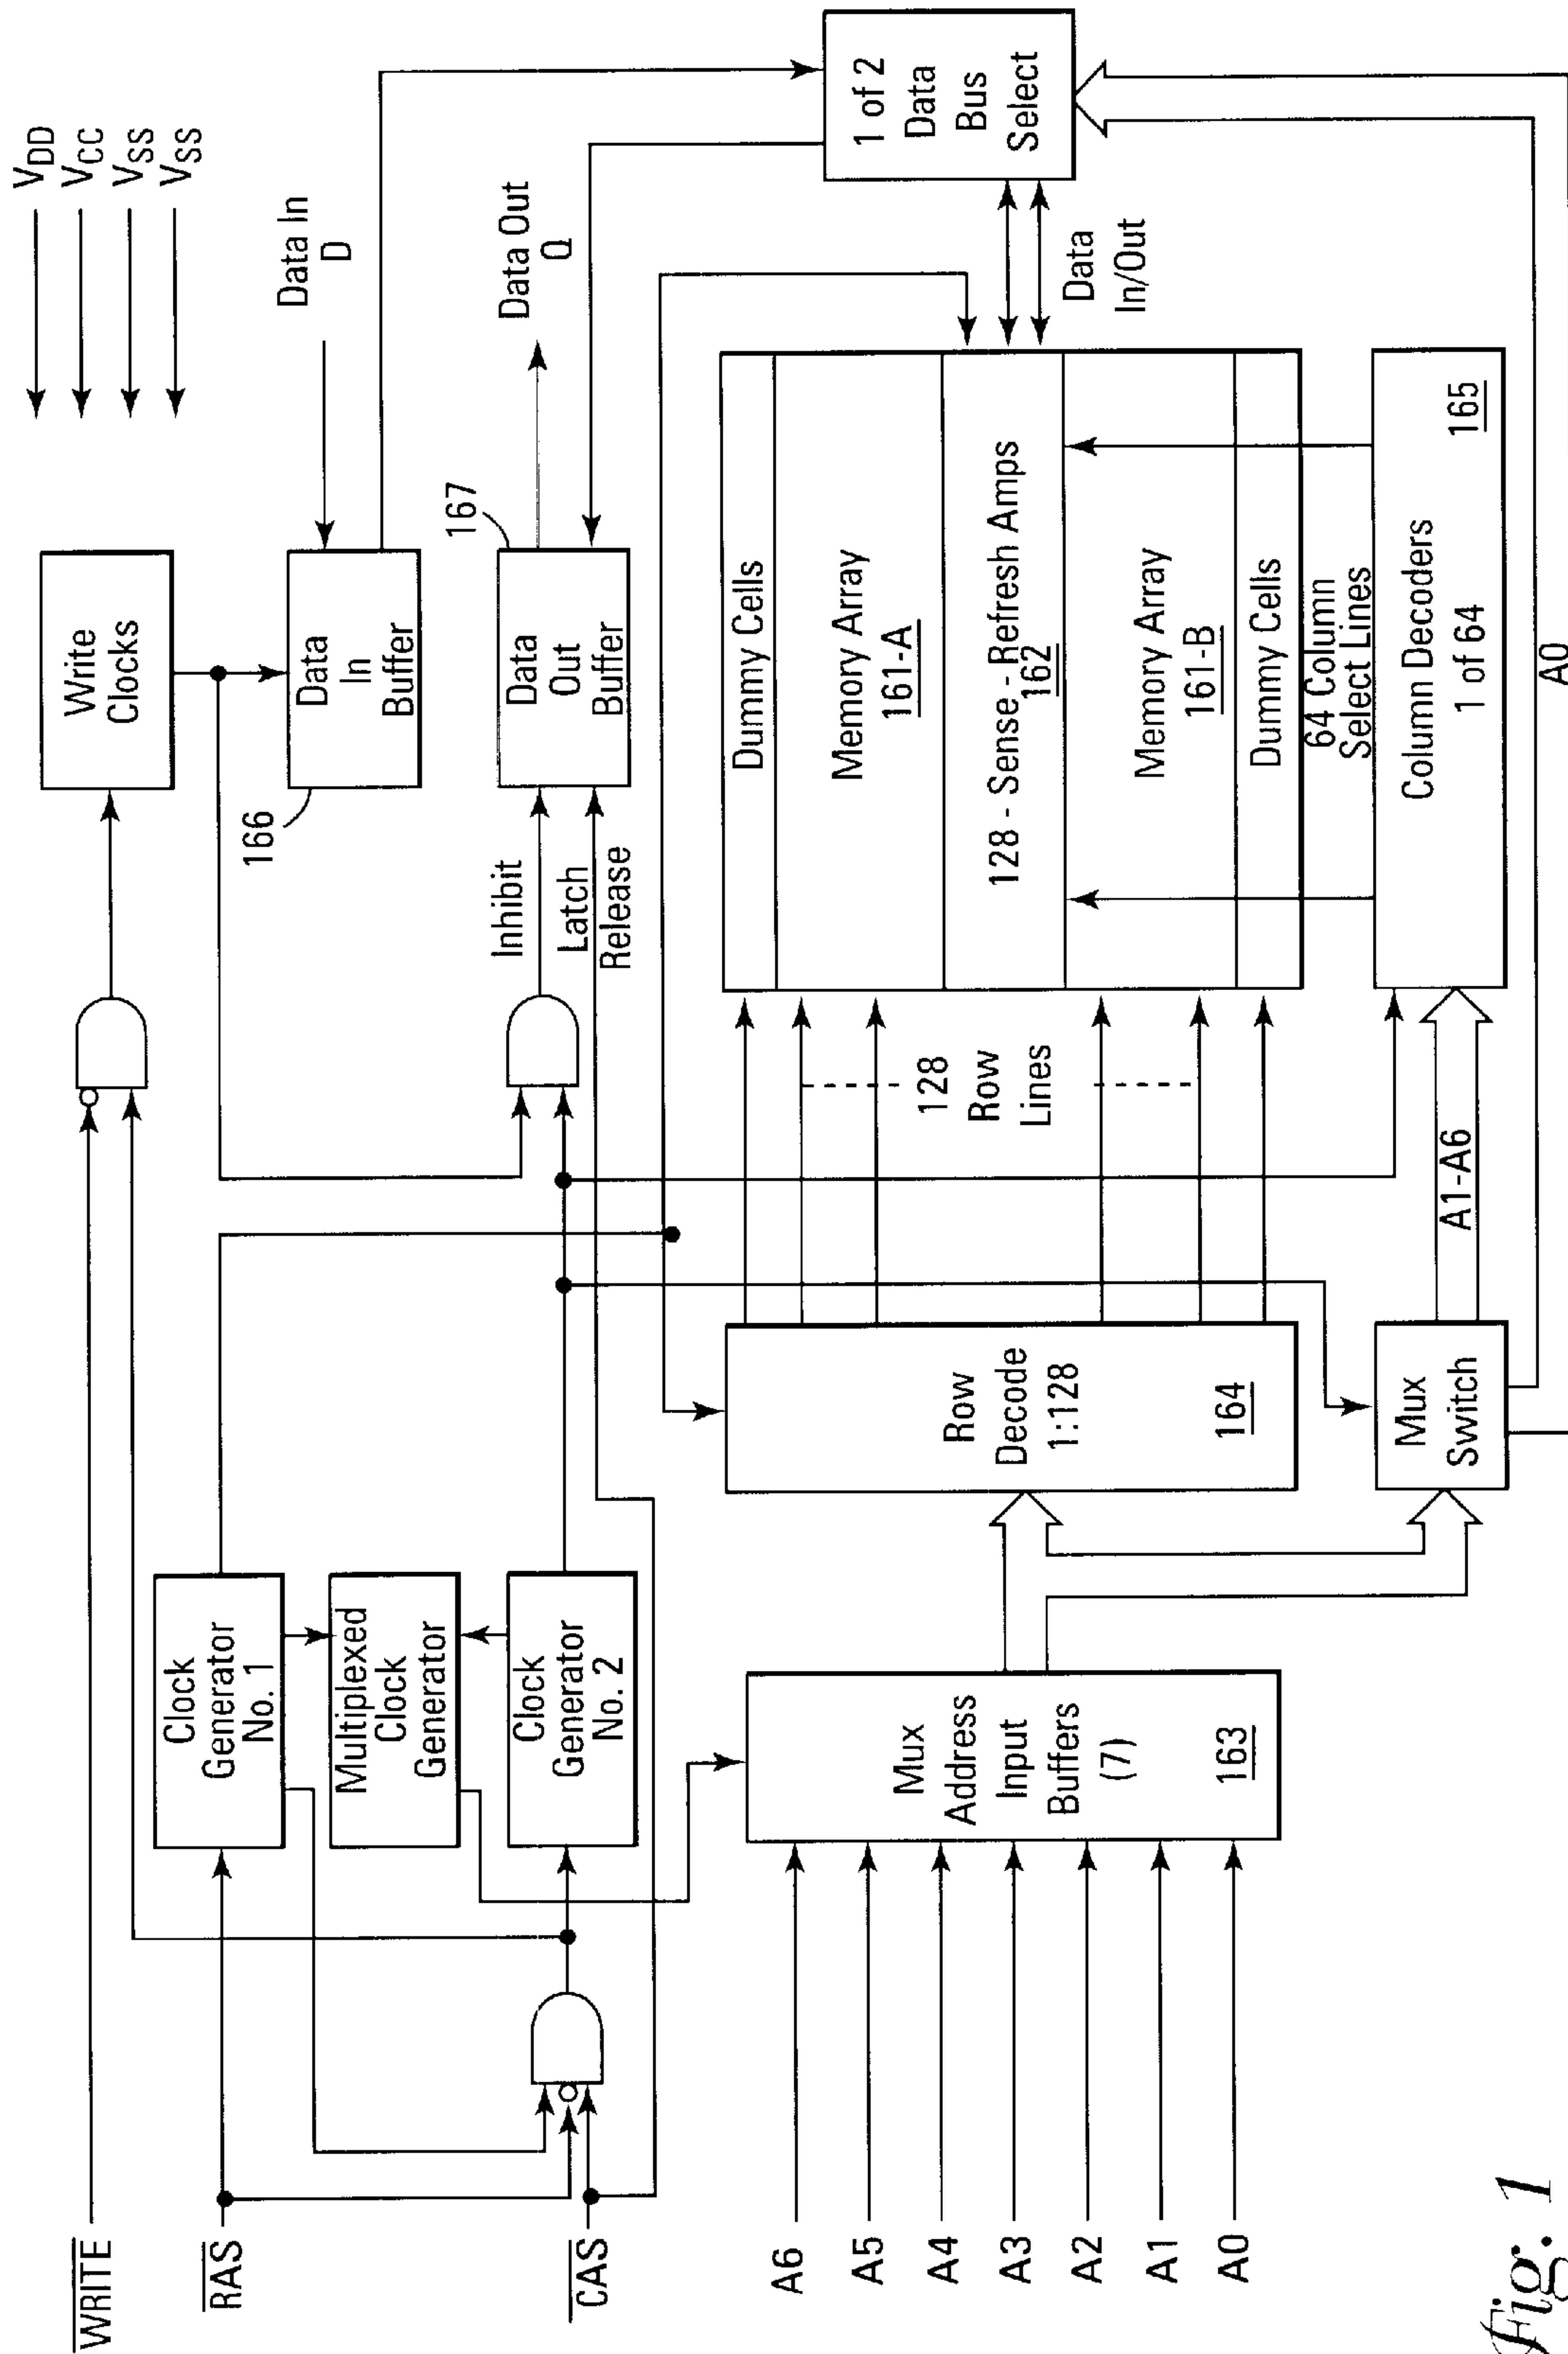 WRITE
RAS
CAS
A6
A5
A4
A3
A2
A1
A0
Clock
Generator
No. 1
Multiplexed
Clock
Generator
Clock
Generator
No. 2
Mux
Address
Input
Buffers
(7)
163
Row
Decode
1:128
164
Mux
Switch
128
Row
Lines
A1-A6
Inhibit
Latch
Release
Write
Clocks
166
Data
In
Buffer
167
Data
Out
Buffer
VDD
VCC
VSS
VSS
Data In
D
Data Out
Q
Dummy Cells
Memory Array
161-A
128 - Sense - Refresh Amps
162
Memory Array
161-B
Dummy Cells
64 Column
Select Lines
Column Decoders
1 of 64
165
A0
Data
In/Out
1 of 2
Data
Bus
Select
Fig. 1